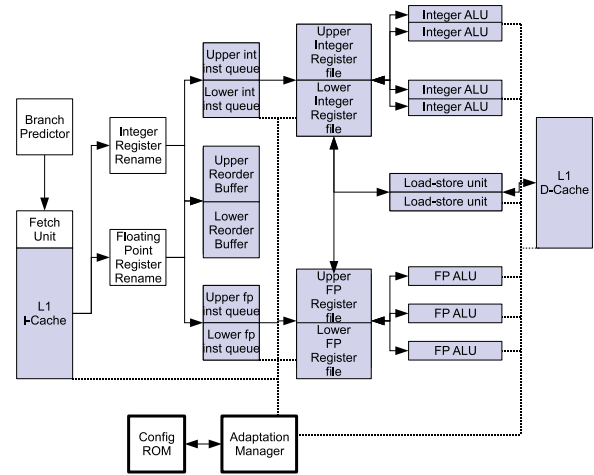 Branch
Predictor
Fetch Unit
L1
I-Cache
Integer
Register
Rename
Floating
Point
Register
Rename
Upper int
inst queue
Lower int
inst queue
Upper
Reorder
Buffer
Lower
Reorder
Buffer
Upper fp
inst queue
Lower fp
inst queue
Upper
Integer
Register
file
Lower
Integer
Register
file
Upper
FP
Register
file
Lower
FP
Register
file
Integer ALU
Integer ALU
Integer ALU
Integer ALU
Load-store unit
Load-store unit
FP ALU
FP ALU
FP ALU
L1
D-Cache
Config
ROM
Adaptation
Manager